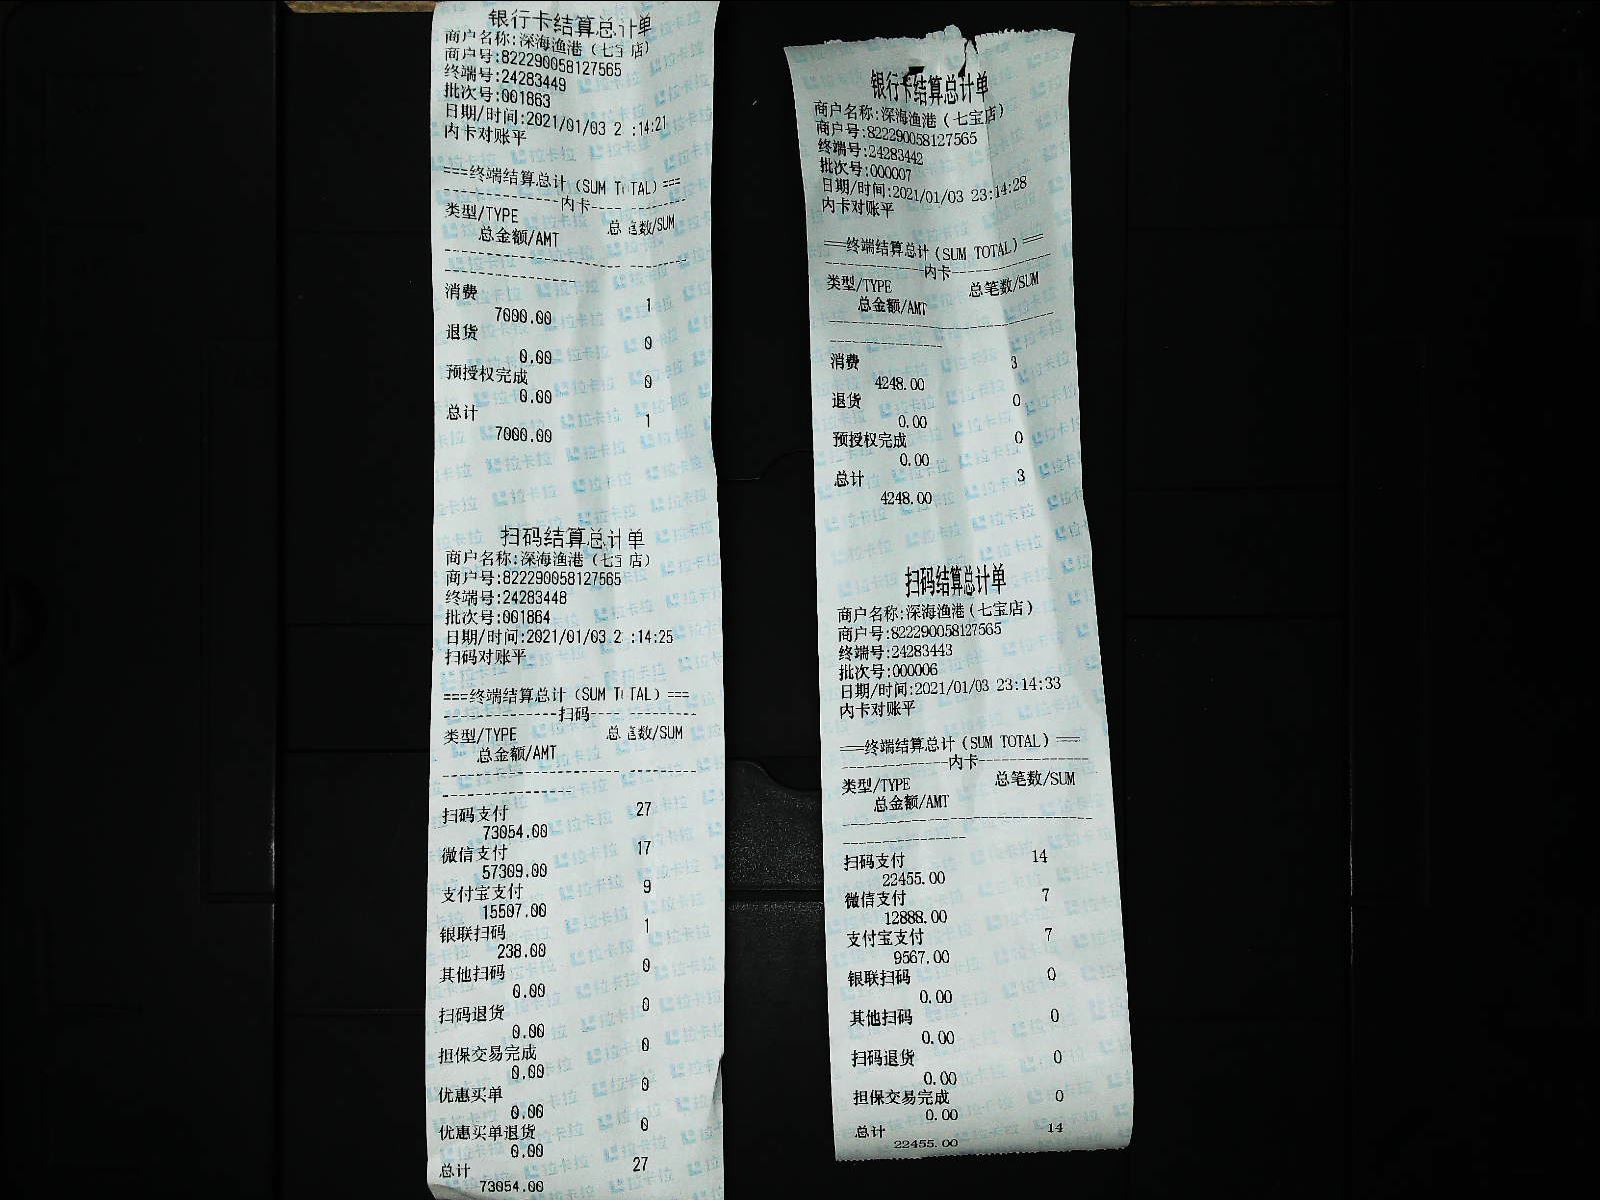 银行卡结算总计单
商户名称:深海渔港（七 店）
商户号:822290058127565
终端号:24283449
批次号:001863
日期/时间:2021/01/03 2 :14:21
内卡对账平
===终端结算总计（SUM T TAL）===
内卡
类型/TYPE 总 数/SUM
总金额/AMT
消费 1
7000.00
退货 0
0.00
预授权完成 0
0.00
总计 1
7000.00
扫码结算总计单
商户名称:深海渔港（七 店）
商户号:822290058127565
终端号:24283448
批次号:001864
日期/时间:2021/01/03 2 :14:25
扫码对账平
===终端结算总计（SUM T TAL）===
扫码
类型/TYPE 总 数/SUM
总金额/AMT
扫码支付 27
73054.00
微信支付 17
57309.00
支付宝支付 9
15507.00
银联扫码 1
238.00
其他扫码 0
0.00
扫码退货 0
0.00
担保交易完成 0
0.00
优惠买单 0
0.00
优惠买单退货 0
0.00
总计 27
73054.00
银行卡结算总计单
商户名称:深海渔港（七宝店）
商户号:822290058127565
终端号:24283442
批次号:000007
日期/时间:2021/01/03 23:14:28
内卡对账平
===终端结算总计（SUM TOTAL）===
内卡
类型/TYPE 总笔数/SUM
总金额/AMT
消费 3
4248.00
退货 0
0.00
预授权完成 0
0.00
总计 3
4248.00
扫码结算总计单
商户名称:深海渔港（七宝店）
商户号:822290058127565
终端号:24283443
批次号:000006
日期/时间:2021/01/03 23:14:33
内卡对账平
===终端结算总计（SUM TOTAL）===
内卡
类型/TYPE 总笔数/SUM
总金额/AMT
扫码支付 14
22455.00
微信支付 7
12888.00
支付宝支付 7
9567.00
银联扫码 0
0.00
其他扫码 0
0.00
扫码退货 0
0.00
担保交易完成 0
0.00
总计 14
22455.00